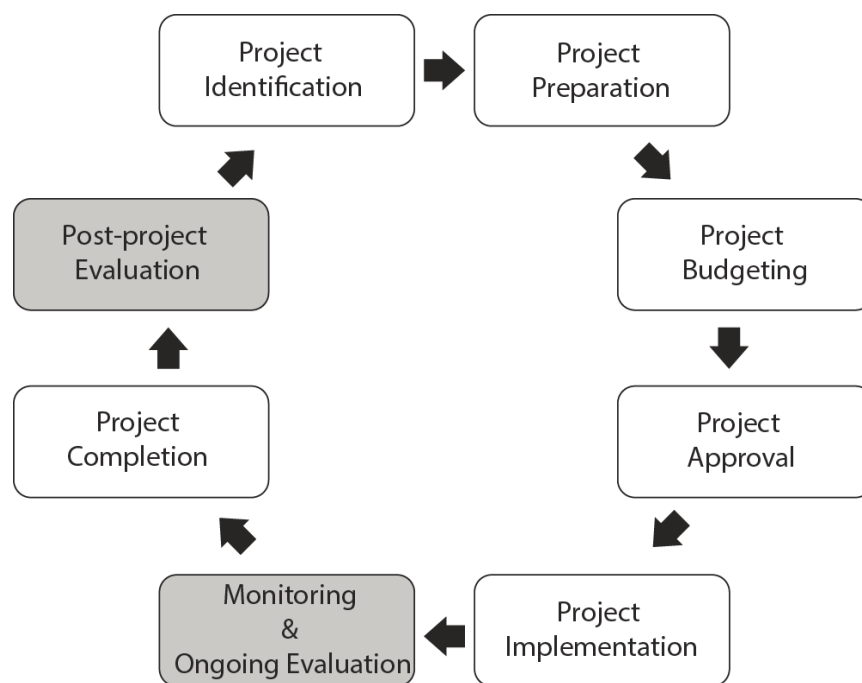 Project
Identification
Project
Preparation
Project
Budgeting
Project
Approval
Project
Implementation
Monitoring
&
Ongoing Evaluation
Project
Completion
Post-project
Evaluation